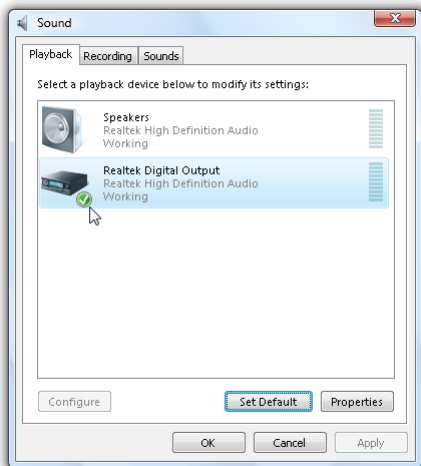 Sound
Playback Recording Sounds
Select a playback device below to modify its settings:
Speakers
Realtek High Definition Audio
Working
Realtek Digital Output
Realtek High Definition Audio
Working
Configure Set Default Properties
OK Cancel Apply